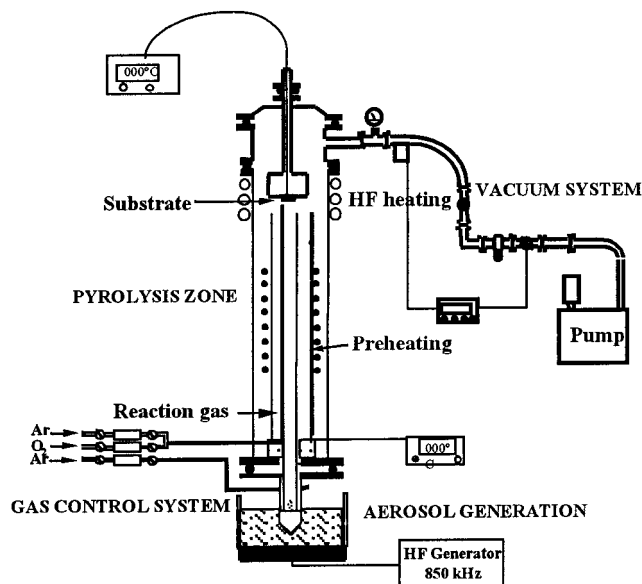 000°C
Substrate
HF heating
VACUUM SYSTEM
PYROLYSIS ZONE
Pump
Preheating
Reaction gas
Ar
O2
Ar
000°
C
GAS CONTROL SYSTEM
AEROSOL GENERATION
HF Generator
850 kHz